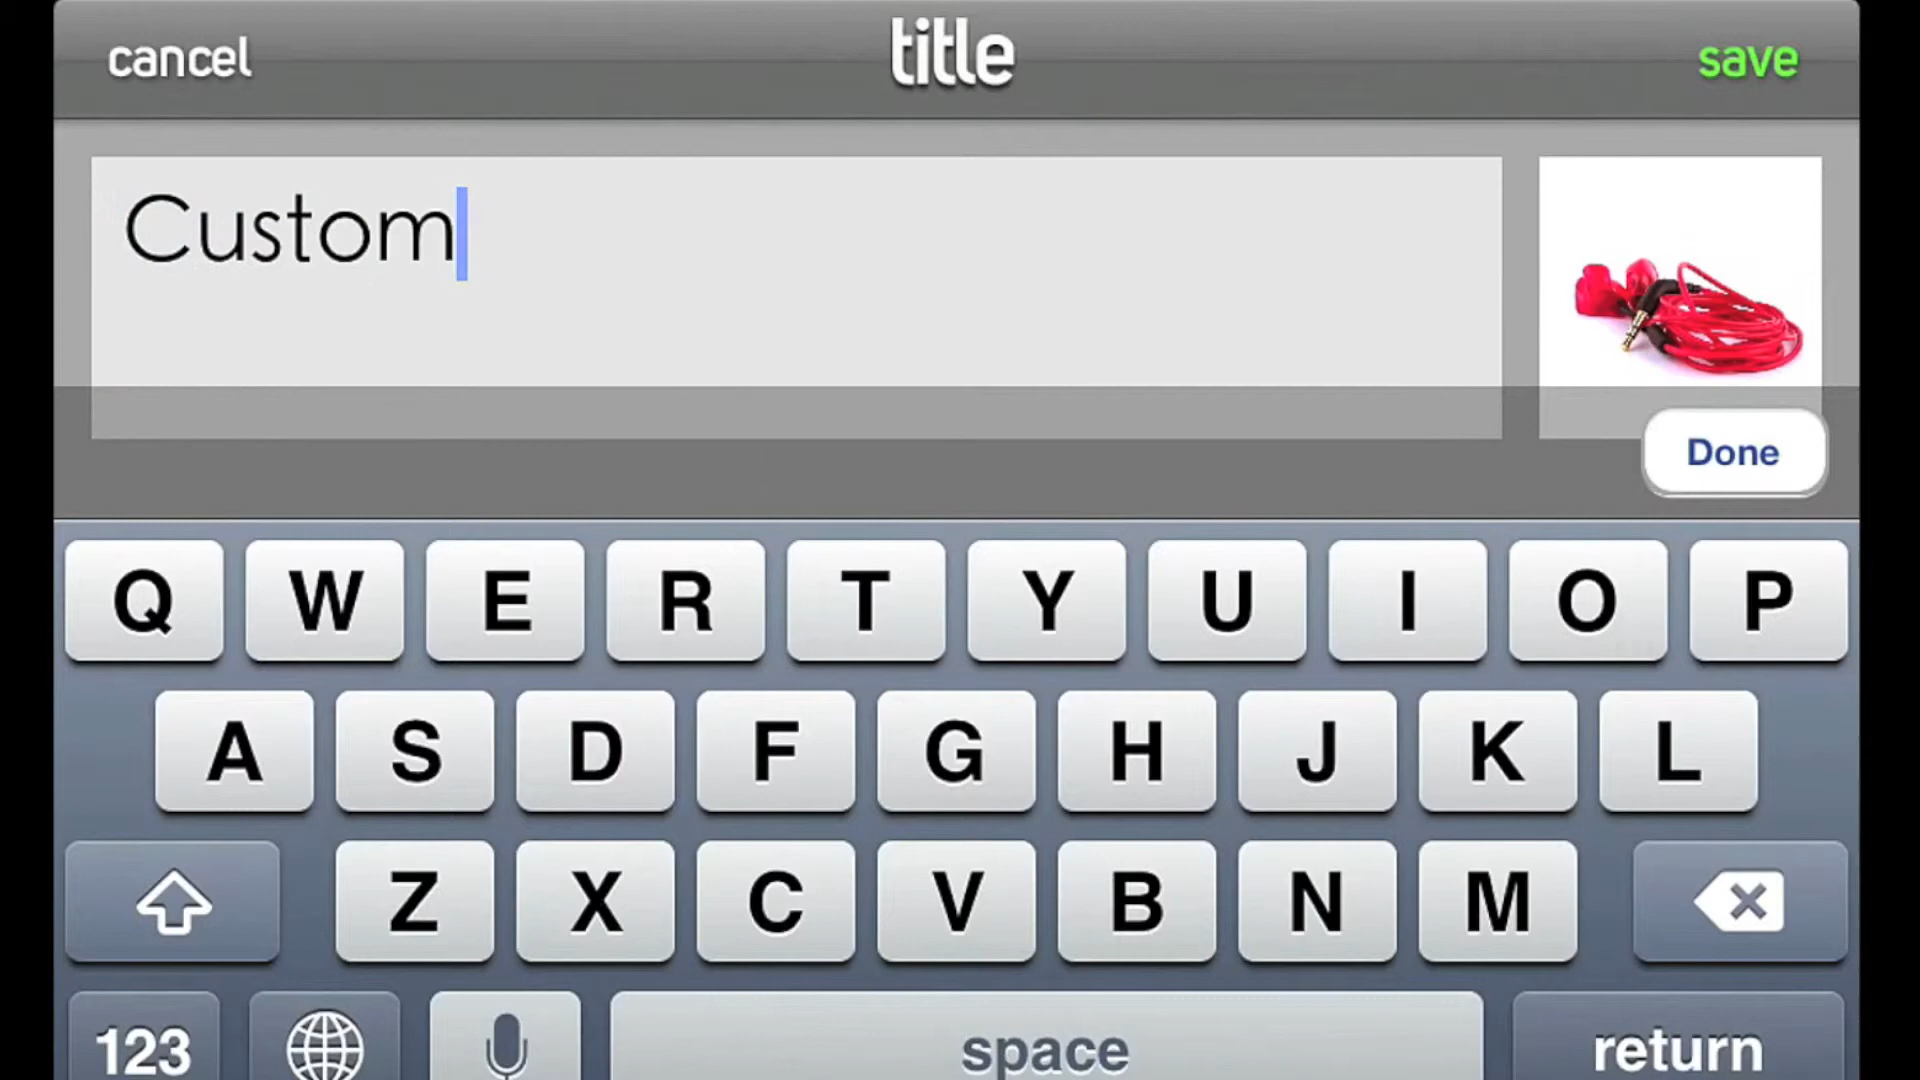 cancel title save
Custom
Done
Q W E R T Y U I O P
A S D F G H J K L
Z X C V B N M
123 space return